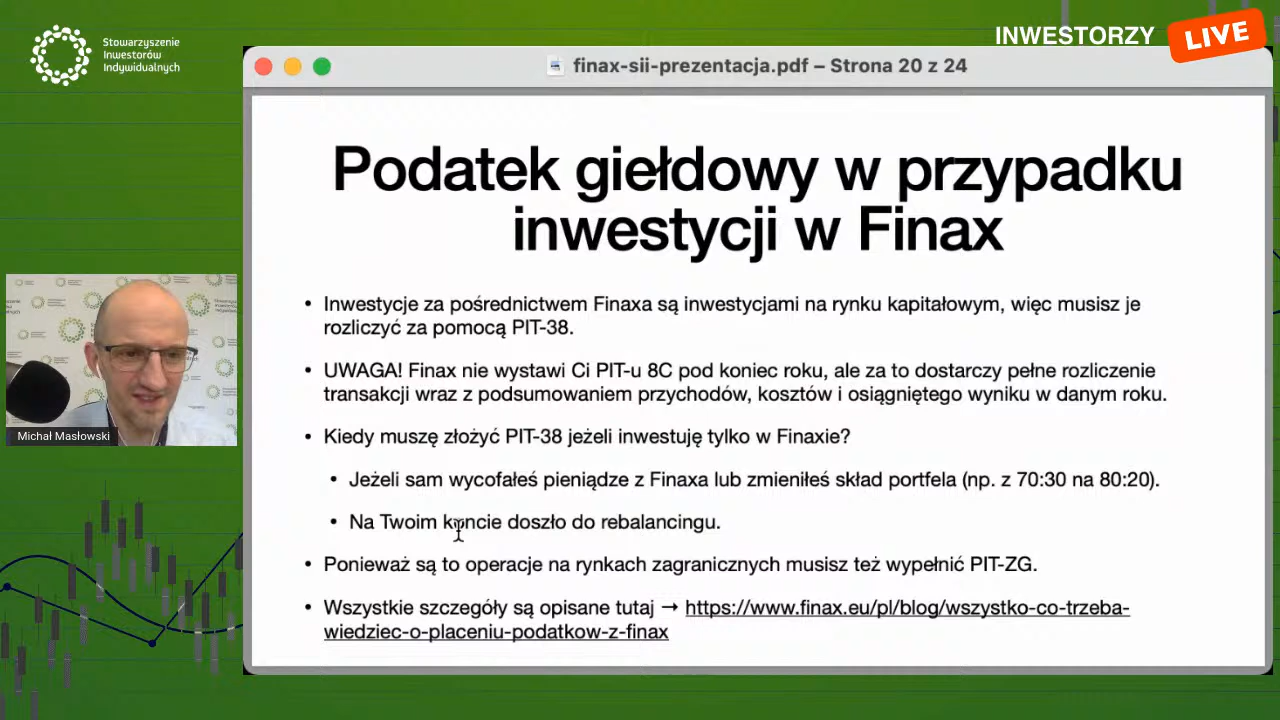 Stowarzyszenie
Inwestorów
Indywidualnych
INWESTORZY LIVE
finax-sii-prezentacja.pdf – Strona 20 z 24
Podatek giełdowy w przypadku
inwestycji w Finax
• Inwestycje za pośrednictwem Finaxa są inwestycjami na rynku kapitałowym, więc musisz je
rozliczyć za pomocą PIT-38.
• UWAGA! Finax nie wystawi Ci PIT-u 8C pod koniec roku, ale za to dostarczy pełne rozliczenie
transakcji wraz z podsumowaniem przychodów, kosztów i osiągniętego wyniku w danym roku.
• Kiedy muszę złożyć PIT-38 jeżeli inwestuję tylko w Finaxie?
• Jeżeli sam wycofałeś pieniądze z Finaxa lub zmieniłeś skład portfela (np. z 70:30 na 80:20).
• Na Twoim koncie doszło do rebalancingu.
• Ponieważ są to operacje na rynkach zagranicznych musisz też wypełnić PIT-ZG.
• Wszystkie szczegóły są opisane tutaj → https://www.finax.eu/pl/blog/wszystko-co-trzeba-
wiedziec-o-placeniu-podatkow-z-finax
Michał Masłowski